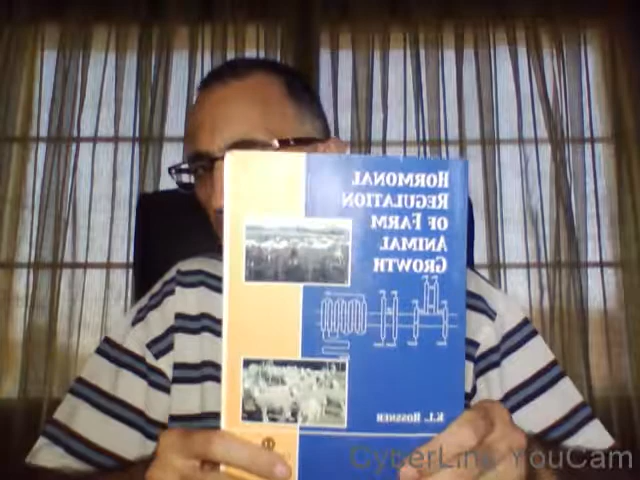 HORMONAL
REGULATION
OF FARM
ANIMAL
GROWTH
K.L. HOSSNER
CyberLink YouCam